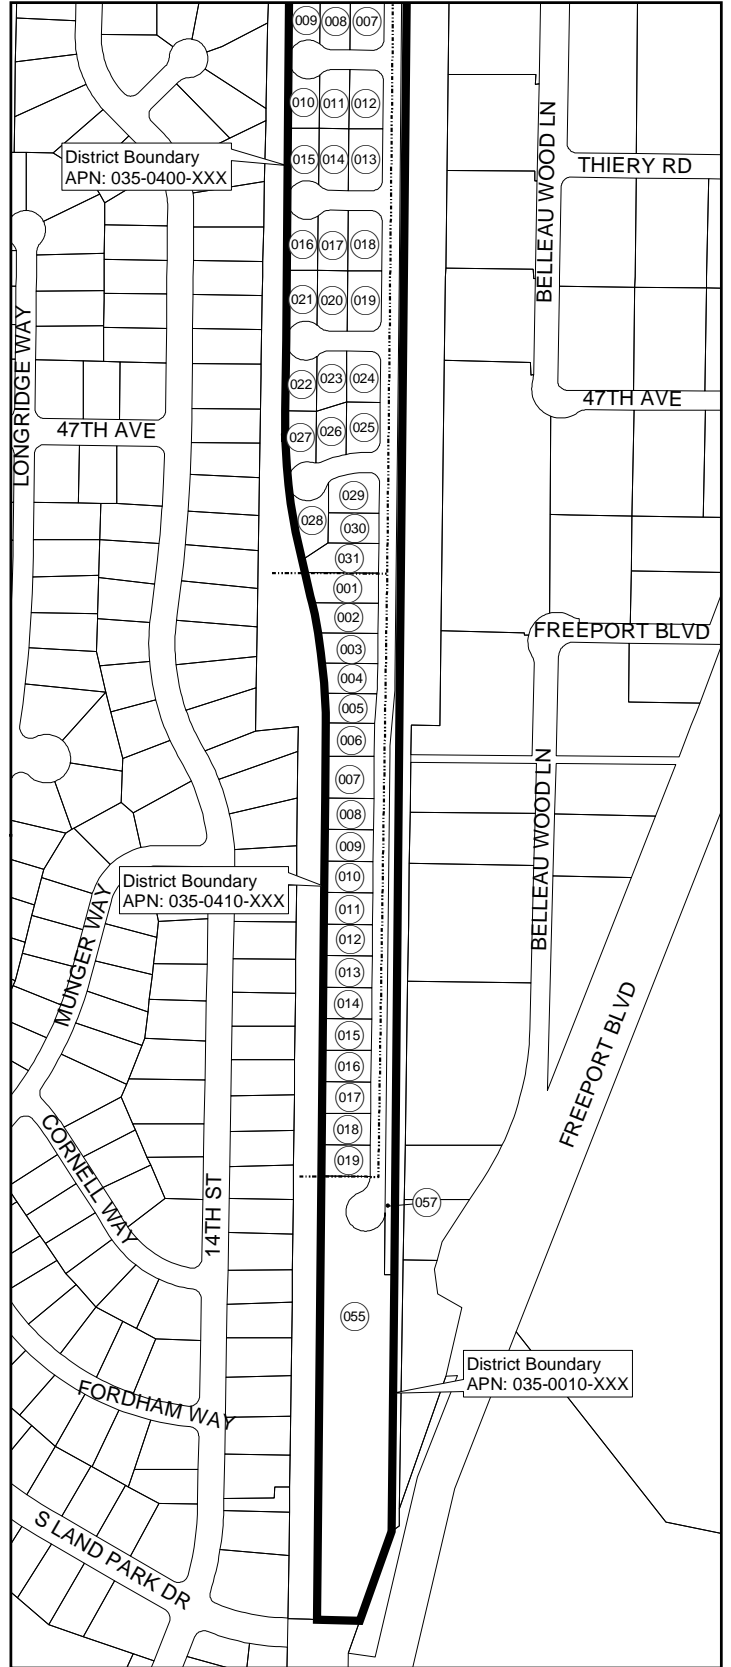 009 008 007
010 011 012
BELLEAU WOOD LN
District Boundary
APN: 035-0400-XXX
015 014 013
THIERY RD
016 017 018
021 020 019
LONGRIDGE WAY
022 023 024
47TH AVE
47TH AVE
027 026 025
029
028
030
031
001
002
FREEPORT BLVD
003
004
005
006
007
BELLEAU WOOD LN
008
009
District Boundary
APN: 035-0410-XXX
010
011
MUNGER WAY
012
013
014
015
FREEPORT BLVD
016
017
018
CORNELL WAY
019
14TH ST
057
055
District Boundary
APN: 035-0010-XXX
FORDHAM WAY
S LAND PARK DR